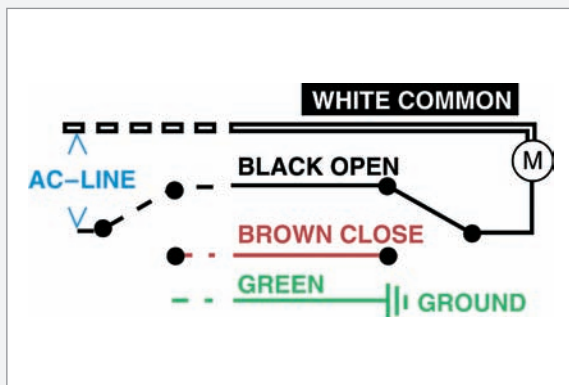 WHITE COMMON
M
BLACK OPEN
AC–LINE
BROWN CLOSE
GREEN
GROUND